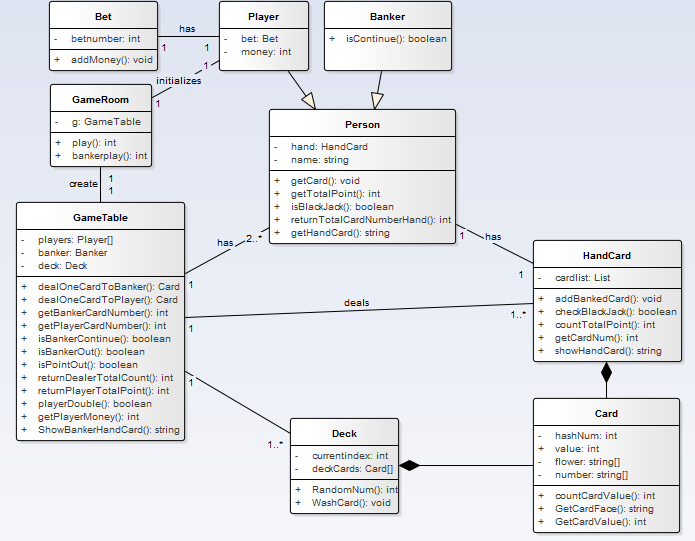 Bet
- betnumber: int
+ addMoney(): void
has
1
1
Player
- bet: Bet
- money: int
Banker
+ isContinue(): boolean
1
initializes
1
GameRoom
- g: GameTable
+ play(): int
+ bankerplay(): int
create
1
1
Person
- hand: HandCard
- name: string
+ getCard(): void
+ getTotalPoint(): int
+ isBlackJack(): boolean
+ returnTotalCardNumberHand(): int
+ getHandCard(): string
GameTable
- players: Player[]
- banker: Banker
- deck: Deck
+ dealOneCardToBanker(): Card
+ dealOneCardToPlayer(): Card
+ getBankerCardNumber(): int
+ getPlayerCardNumber(): int
+ isBankerContinue(): boolean
+ isBankerOut(): boolean
+ isPointOut(): boolean
+ returnDealerTotalCount(): int
+ returnPlayerTotalPoint(): int
+ playerDouble(): boolean
+ getPlayerMoney(): int
+ ShowBankerHandCard(): string
has
2..*
1
1
has
1
HandCard
- cardlist: List
+ addBankedCard(): void
+ checkBlackJack(): boolean
+ countTotalPoint(): int
+ getCardNum(): int
+ showHandCard(): string
deals
1
1..*
1
1..*
Deck
- currentindex: int
- deckCards: Card[]
+ RandomNum(): int
+ WashCard(): void
Card
- hashNum: int
+ value: int
- flower: string[]
- number: string[]
+ countCardValue(): int
+ GetCardFace(): string
+ GetCardValue(): int